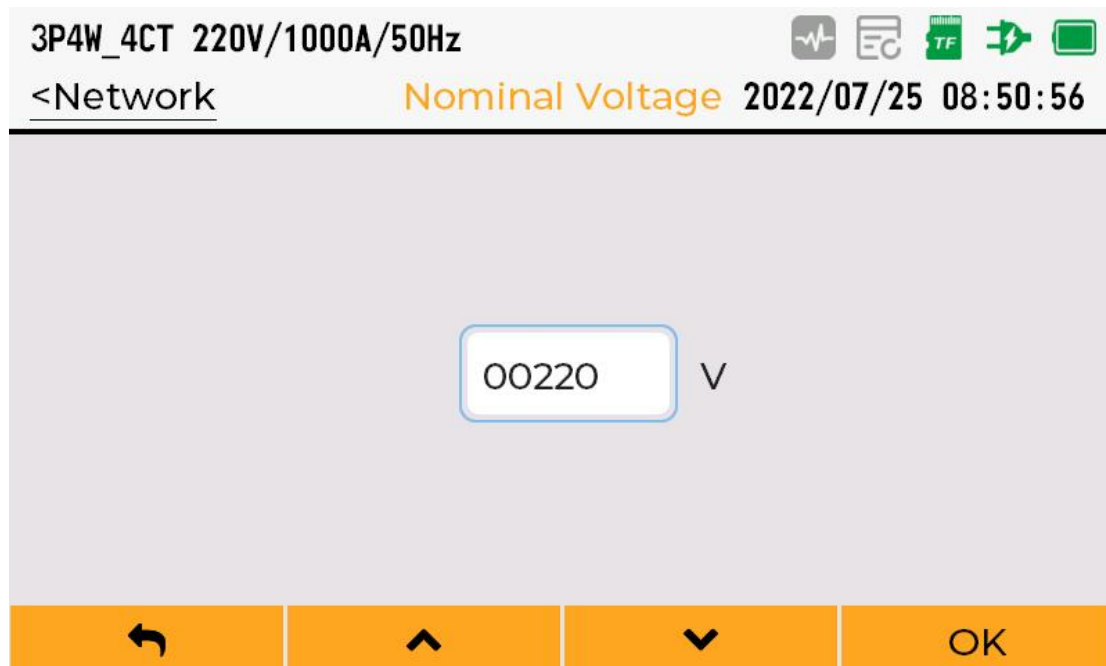 3P4W_4CT 220V/1000A/50Hz
TF
<Network Nominal Voltage 2022/07/25 08:50:56
00220 V
OK